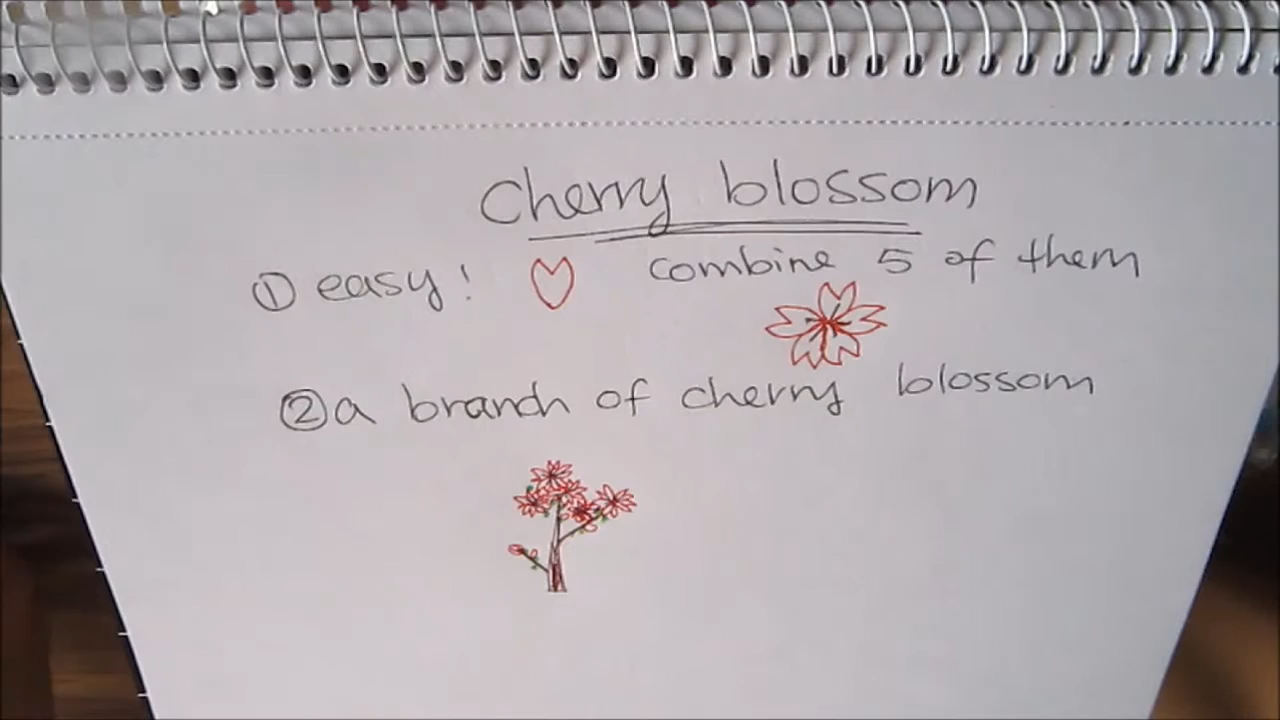 Cherry blossom
① easy! combine 5 of them
② a branch of cherry blossom